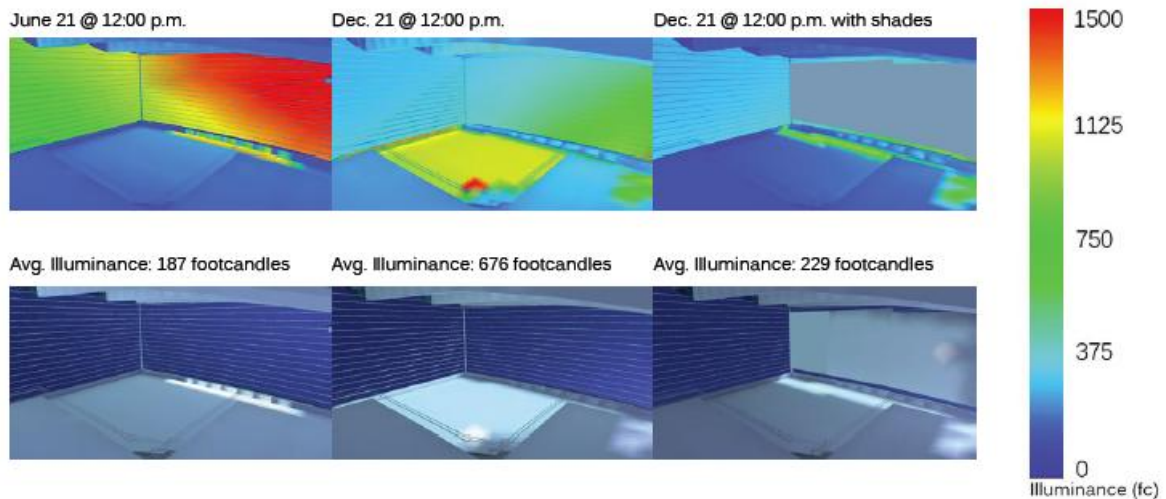 June 21 @ 12:00 p.m.
Dec. 21 @ 12:00 p.m.
Dec. 21 @ 12:00 p.m. with shades
1500
1125
750
375
0
Illuminance (fc)
Avg. Illuminance: 187 footcandles
Avg. Illuminance: 676 footcandles
Avg. Illuminance: 229 footcandles